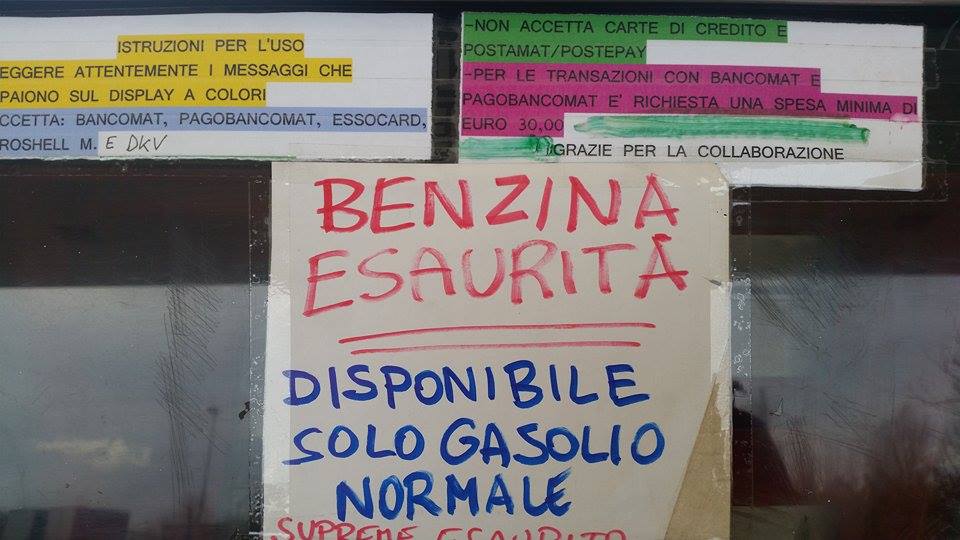 ISTRUZIONI PER L'USO
EGGERE ATTENTEMENTE I MESSAGGI CHE
PAIONO SUL DISPLAY A COLORI
CCETTA: BANCOMAT, PAGOBANCOMAT, ESSOCARD,
ROSHELL M. E DKV
-NON ACCETTA CARTE DI CREDITO E
POSTAMAT/POSTEPAY
-PER LE TRANSAZIONI CON BANCOMAT E
PAGOBANCOMAT E' RICHIESTA UNA SPESA MINIMA DI
EURO 30,00
GRAZIE PER LA COLLABORAZIONE
BENZINA
ESAURITA
DISPONIBILE
SOLO GASOLIO
NORMALE
SUPREME ESAURITO